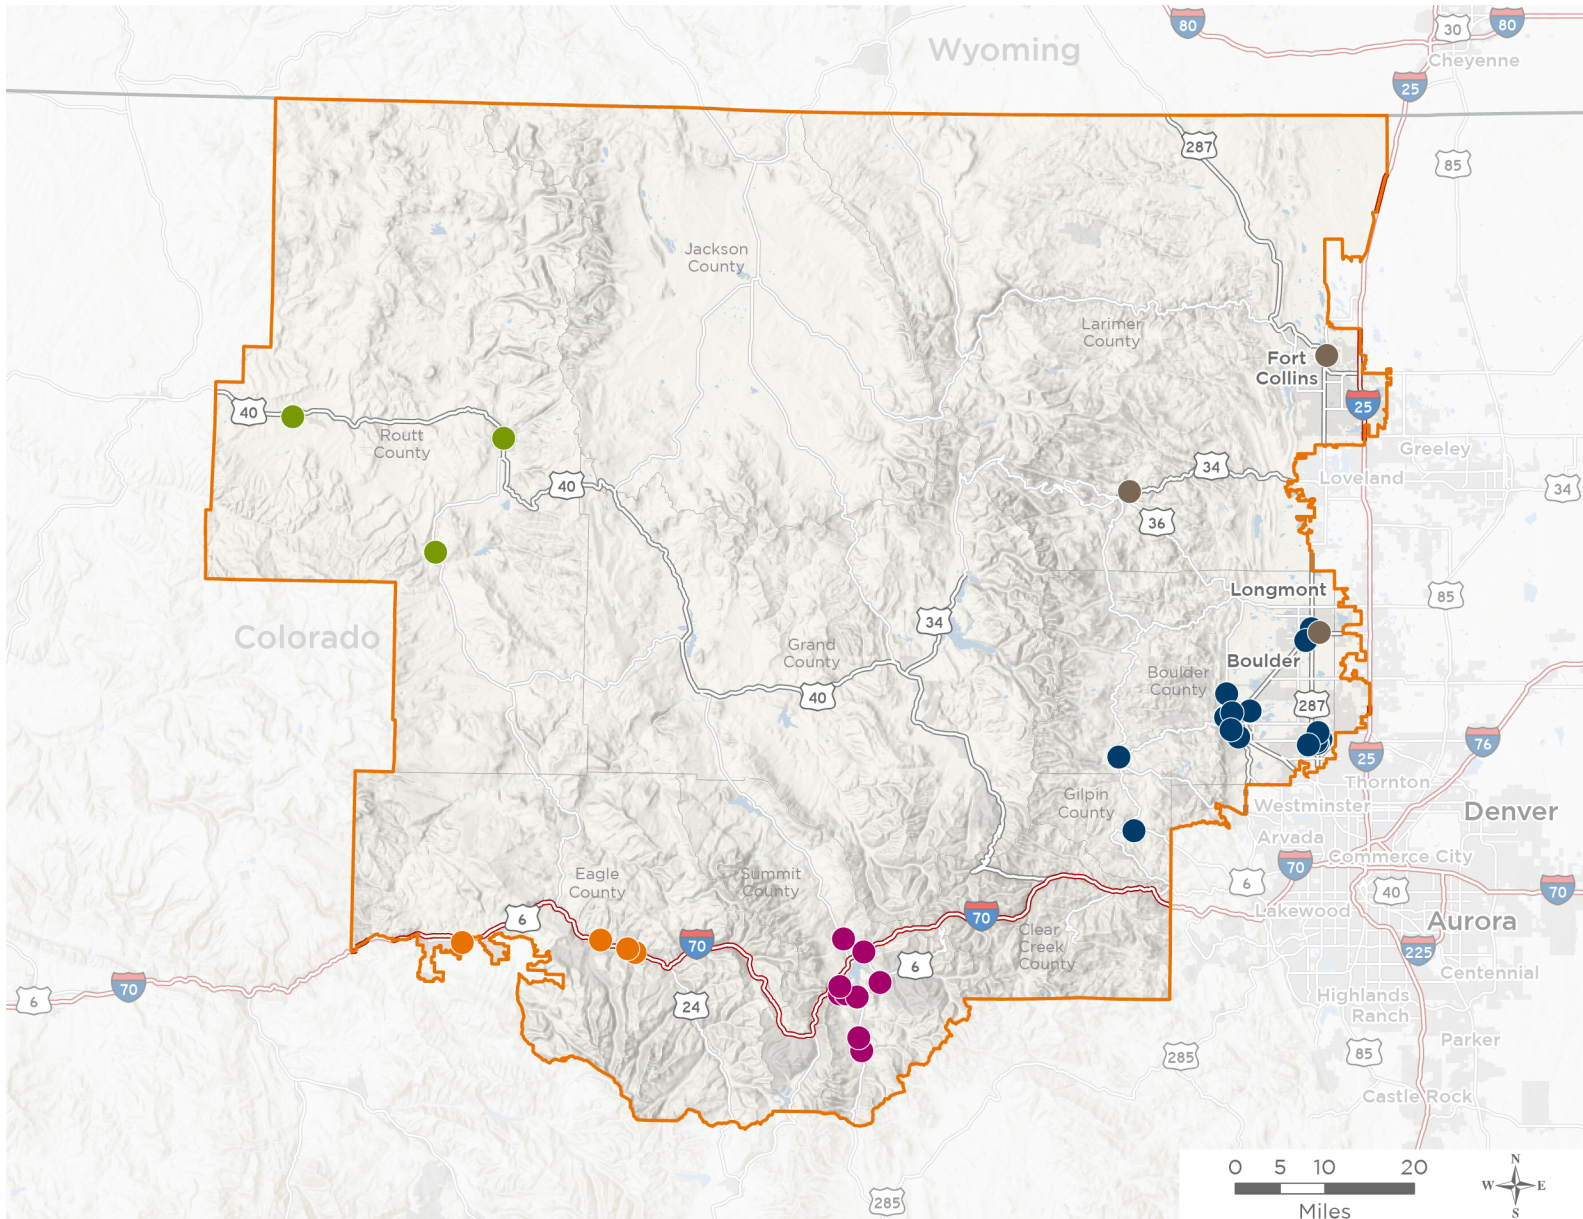 80
30
80
Wyoming
Cheyenne
25
287
85
Jackson
County
Larimer
County
Fort
Collins
40
25
Routt
County
Greeley
34
40
Loveland
34
36
Longmont
85
34
Colorado
Grand
County
Boulder
Boulder
County
40
287
76
25
Thornton
Gilpin
County
Westminster
Denver
Arvada
Commerce City
70
Eagle
County
Summit
County
6
40
70
Lakewood
6
70
Aurora
Clear
Creek
County
70
225
6
Centennial
70
6
24
Highlands
Ranch
Parker
285
85
Castle Rock
285
0 5 10 20
Miles
N
W E
S